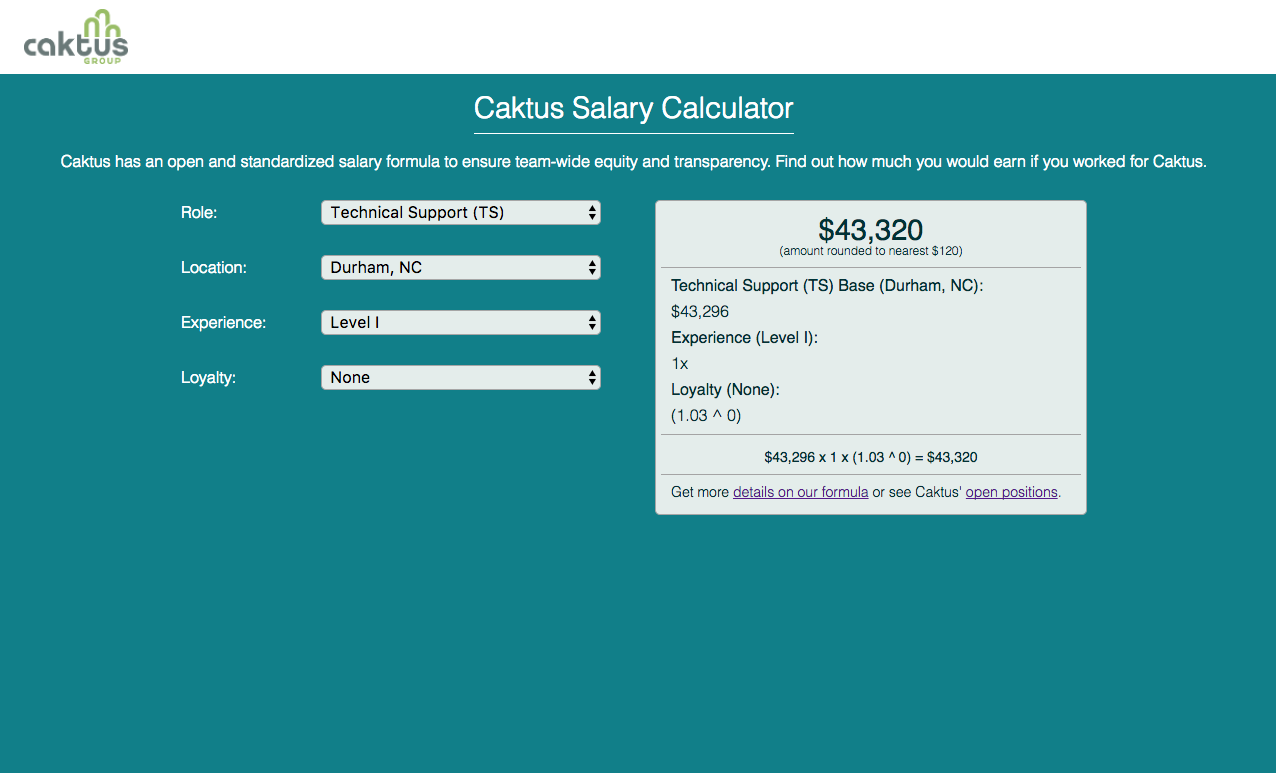 caktus
GROUP
Caktus Salary Calculator
Caktus has an open and standardized salary formula to ensure team-wide equity and transparency. Find out how much you would earn if you worked for Caktus.
Role:
Technical Support (TS)
Location:
Durham, NC
Experience:
Level I
Loyalty:
None
$43,320
(amount rounded to nearest $120)
Technical Support (TS) Base (Durham, NC):
$43,296
Experience (Level I):
1x
Loyalty (None):
(1.03 ^ 0)
$43,296 x 1 x (1.03 ^ 0) = $43,320
Get more details on our formula or see Caktus' open positions.